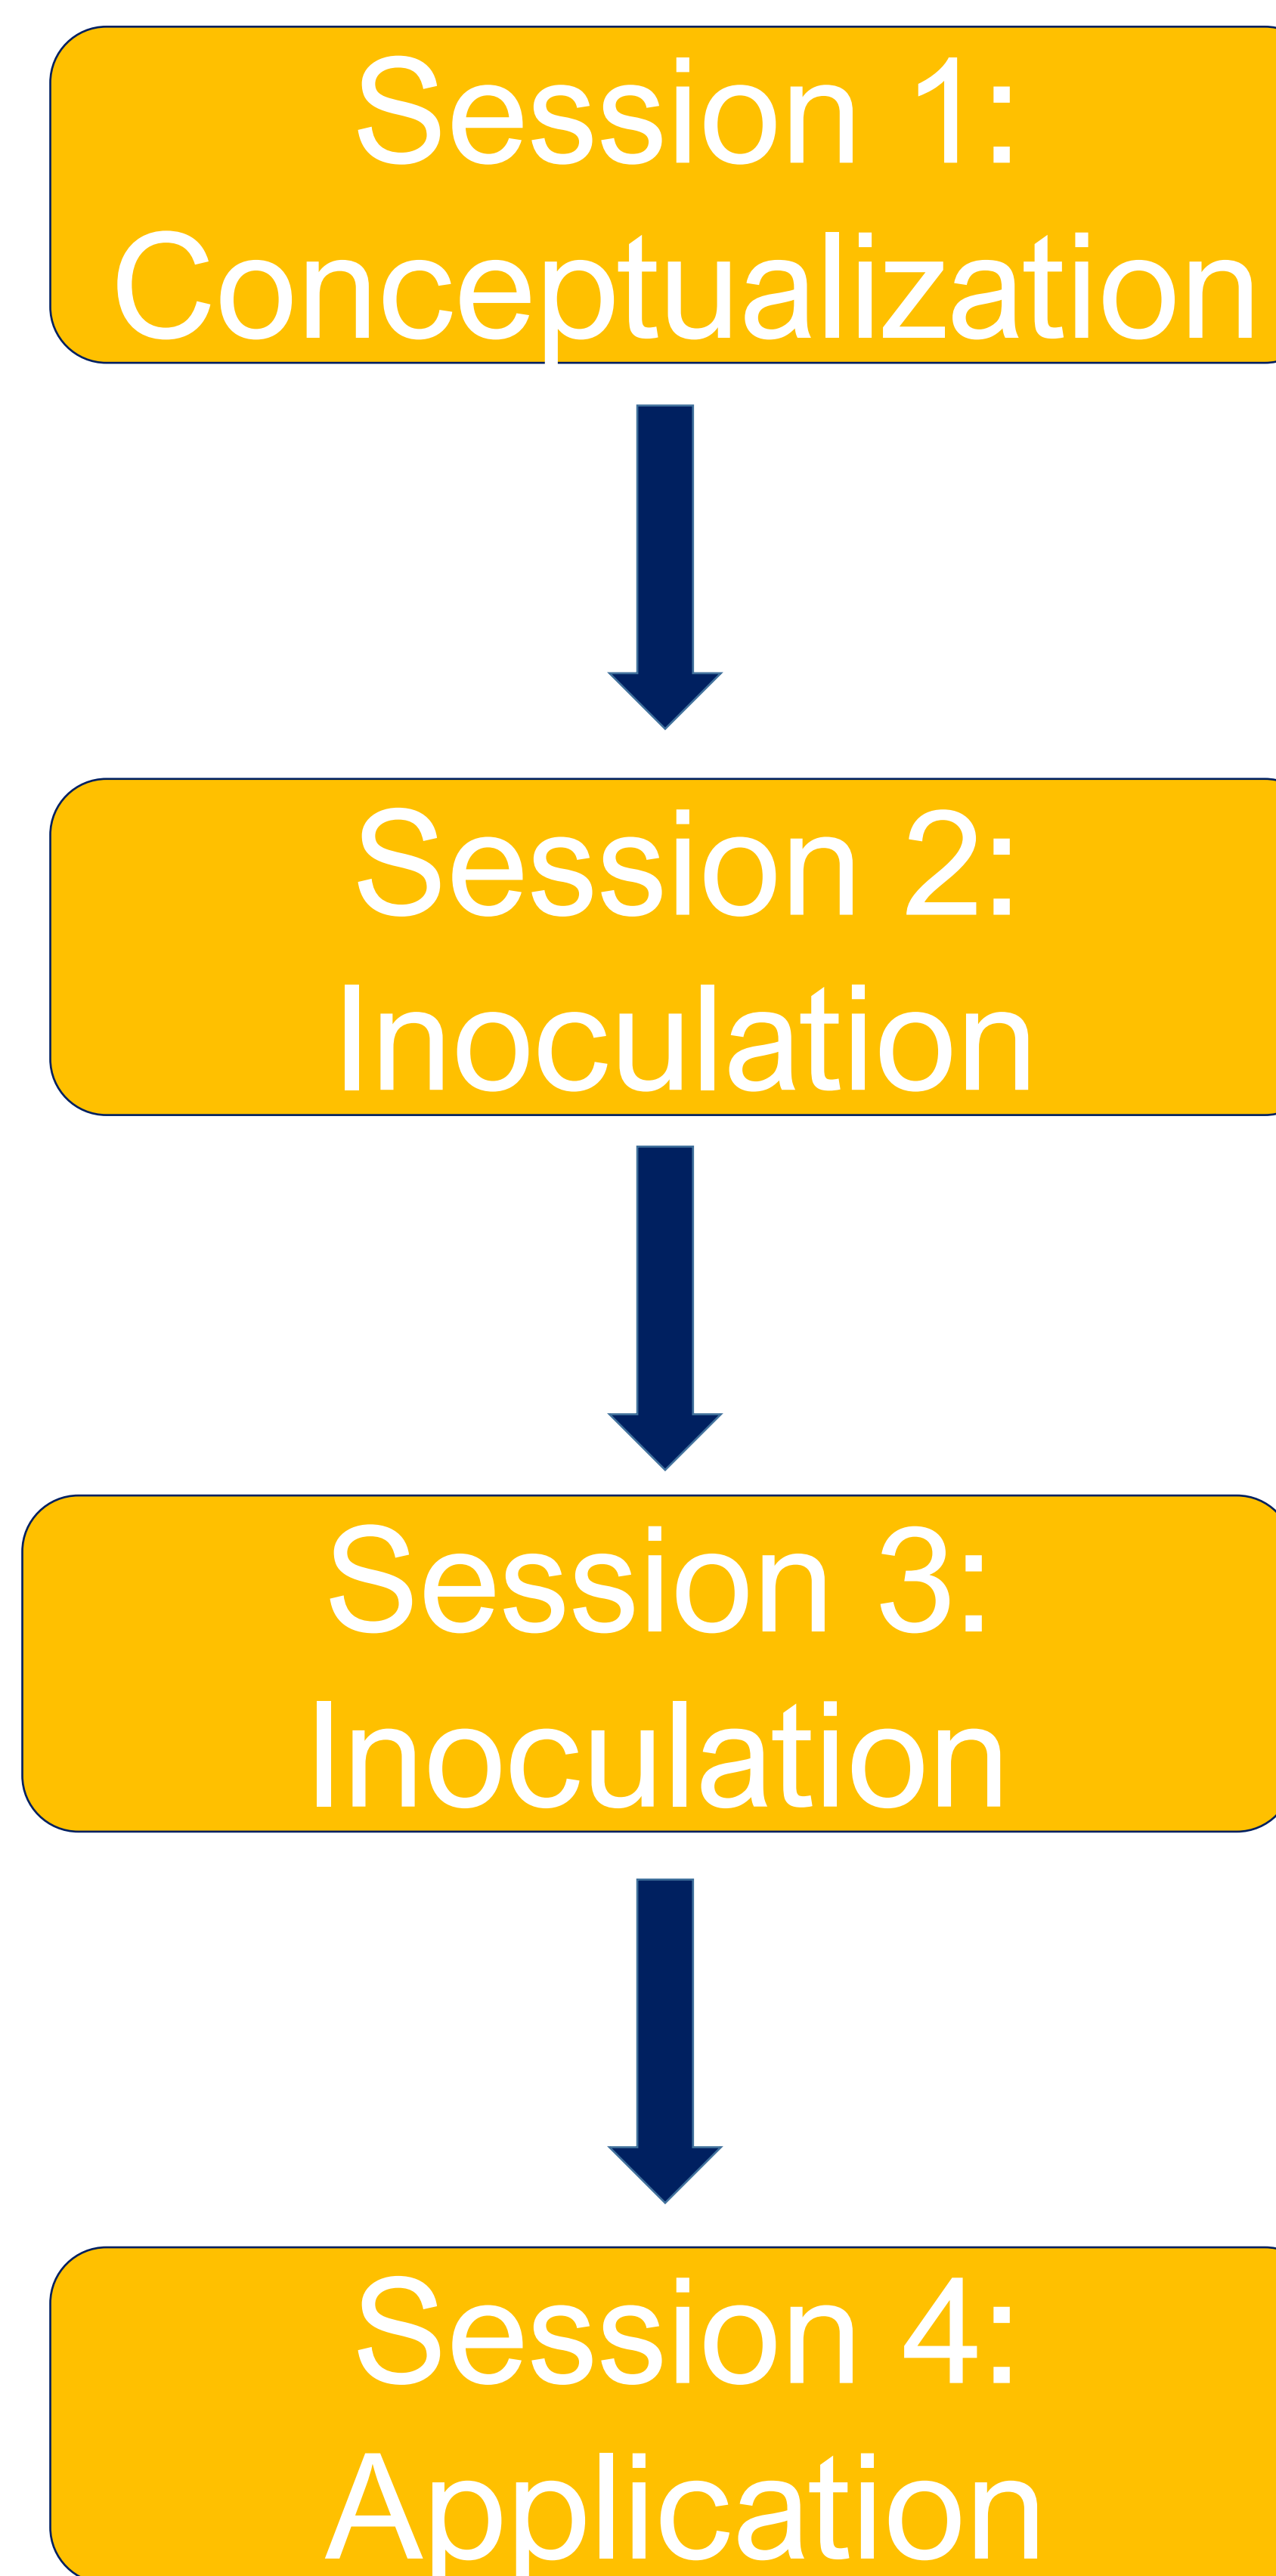 Session 1:
Conceptualization
Session 2:
Inoculation
Session 3:
Inoculation
Session 4:
Application